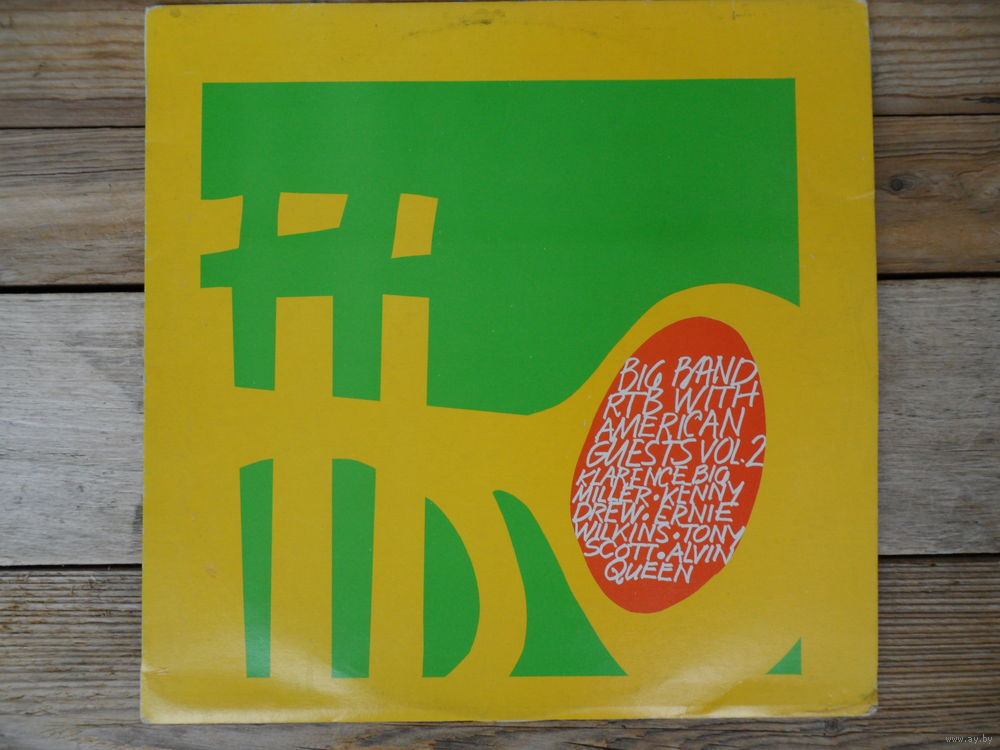 BIG BAND.
RTB WITH
AMERICAN
GUESTS VOL.2
KLARENCE BIG
MILLER • KENNY
DREW • ERNIE
WILKINS • TONY
SCOTT • ALVIN
QUEEN
www.ay.by